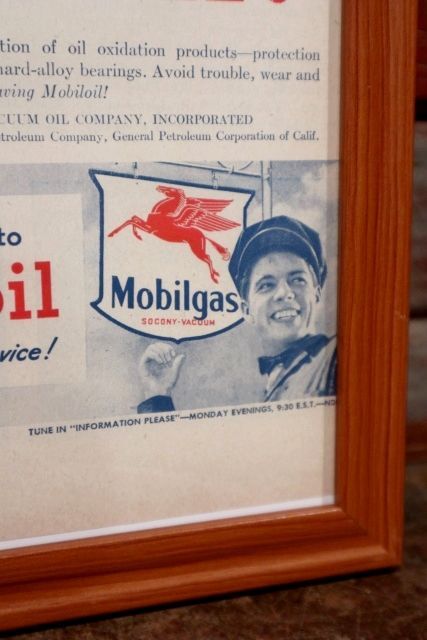 tion of oil oxidation products—protection
hard-alloy bearings. Avoid trouble, wear and
ving Mobiloil!
CUUM OIL COMPANY, INCORPORATED
troleum Company, General Petroleum Corporation of Calif.
to
oil
vice!
Mobilgas
SOCONY-VACUUM
TUNE IN "INFORMATION PLEASE"—MONDAY EVENINGS, 9:30 E.S.T.—NB